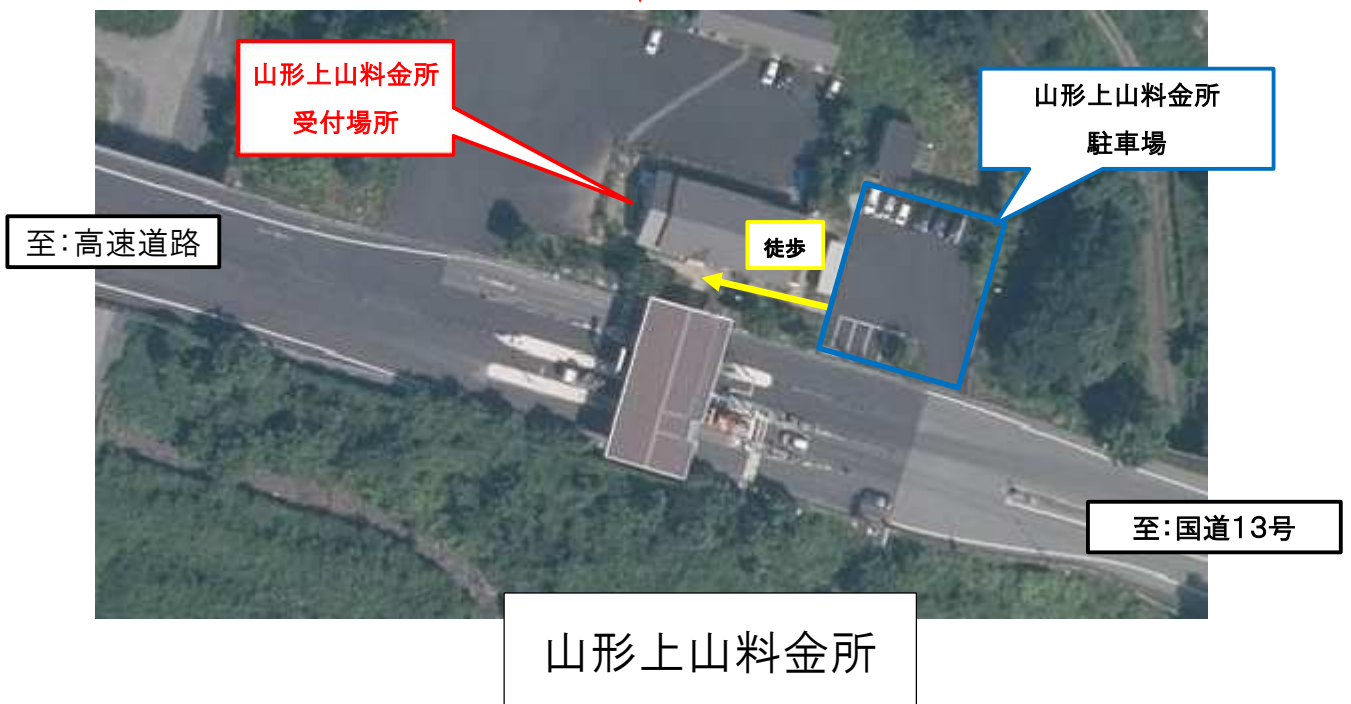 山形上山料金所
受付場所
山形上山料金所
駐車場
至:高速道路
徒歩
至:国道13号
山形上山料金所